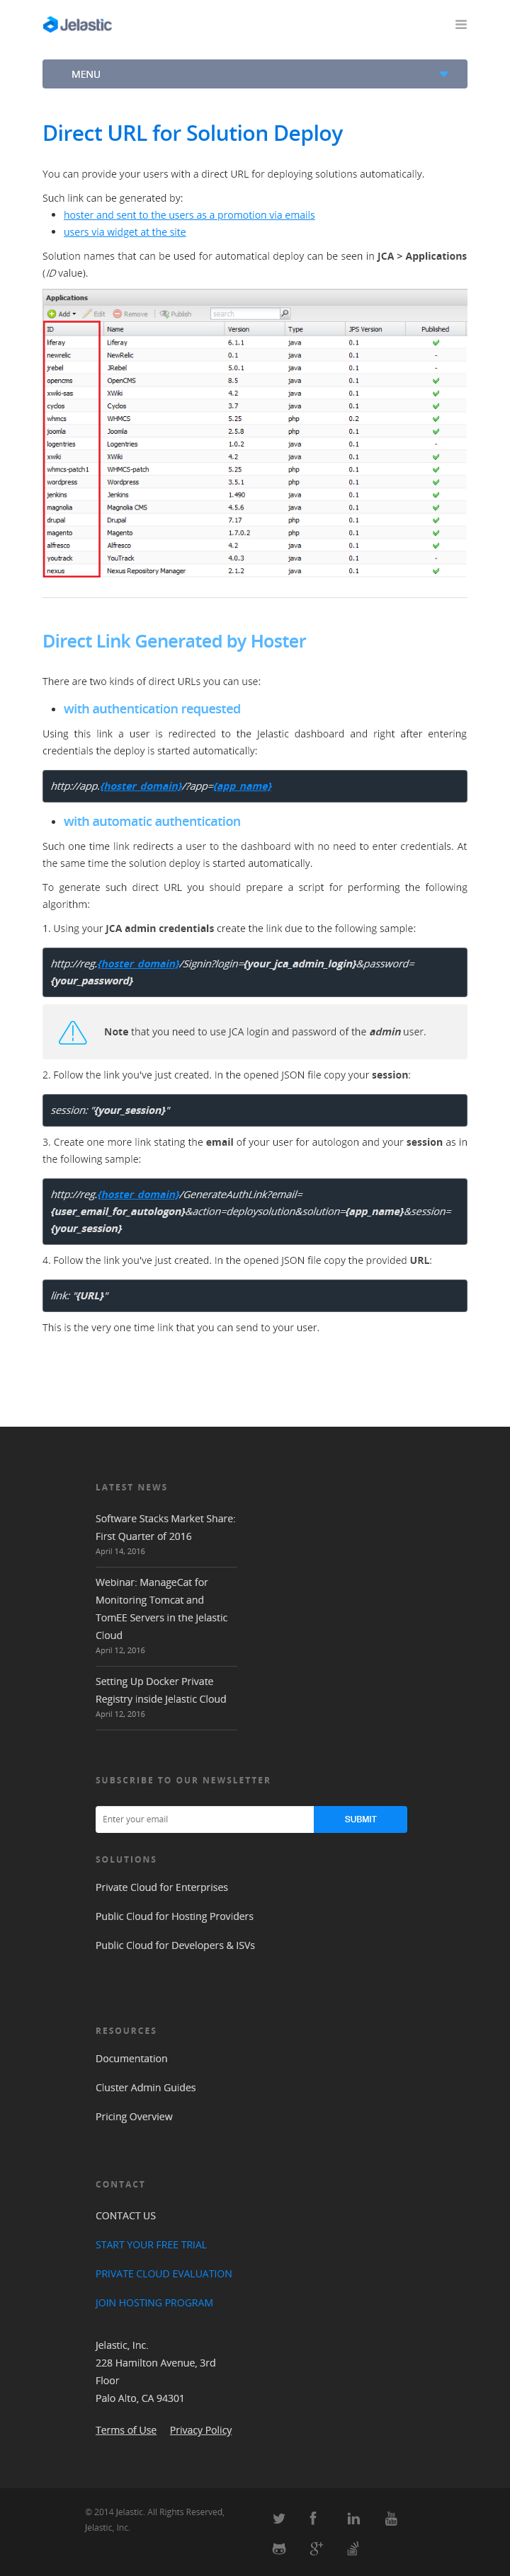 Jelastic
MENU
Direct URL for Solution Deploy
You can provide your users with a direct URL for deploying solutions automatically.
Such link can be generated by:
hoster and sent to the users as a promotion via emails
users via widget at the site
Solution names that can be used for automatical deploy can be seen in JCA > Applications
(ID value).
Applications
Add Edit Remove Publish search
ID Name Version Type JPS Version Published
liferay Liferay 6.1.1 java 0.1
newrelic NewRelic 0.1 java 0.1 -
jrebel JRebel 5.0.1 java 0.1 -
opencms OpenCMS 8.5 java 0.1
xwiki-sas XWiki 4.2 java 0.1
cyclos Cyclos 3.7 java 0.1
whmcs WHMCS 5.25 php 0.2
joomla Joomla 2.5.8 php 0.1
logentries Logentries 1.0.2 java 0.1 -
xwiki XWiki 4.2 java 0.1
whmcs-patch1 WHMCS-patch 5.25 php 0.1
wordpress Wordpress 3.5.1 php 0.1
jenkins Jenkins 1.490 java 0.1
magnolia Magnolia CMS 4.5.6 java 0.1
drupal Drupal 7.17 php 0.1
magento Magento 1.7.0.2 php 0.1
alfresco Alfresco 4.2 java 0.1
youtrack YouTrack 4.0.3 java 0.1 -
nexus Nexus Repository Manager 2.1.2 java 0.1
Direct Link Generated by Hoster
There are two kinds of direct URLs you can use:
with authentication requested
Using this link a user is redirected to the Jelastic dashboard and right after entering
credentials the deploy is started automatically:
http://app.{hoster_domain}/?app={app_name}
with automatic authentication
Such one time link redirects a user to the dashboard with no need to enter credentials. At
the same time the solution deploy is started automatically.
To generate such direct URL you should prepare a script for performing the following
algorithm:
1. Using your JCA admin credentials create the link due to the following sample:
http://reg.{hoster_domain}/Signin?login={your_jca_admin_login}&password=
{your_password}
Note that you need to use JCA login and password of the admin user.
2. Follow the link you've just created. In the opened JSON file copy your session:
session: "{your_session}"
3. Create one more link stating the email of your user for autologon and your session as in
the following sample:
http://reg.{hoster_domain}/GenerateAuthLink?email=
{user_email_for_autologon}&action=deploysolution&solution={app_name}&session=
{your_session}
4. Follow the link you've just created. In the opened JSON file copy the provided URL:
link: "{URL}"
This is the very one time link that you can send to your user.
LATEST NEWS
Software Stacks Market Share:
First Quarter of 2016
April 14, 2016
Webinar: ManageCat for
Monitoring Tomcat and
TomEE Servers in the Jelastic
Cloud
April 12, 2016
Setting Up Docker Private
Registry inside Jelastic Cloud
April 12, 2016
SUBSCRIBE TO OUR NEWSLETTER
Enter your email SUBMIT
SOLUTIONS
Private Cloud for Enterprises
Public Cloud for Hosting Providers
Public Cloud for Developers & ISVs
RESOURCES
Documentation
Cluster Admin Guides
Pricing Overview
CONTACT
CONTACT US
START YOUR FREE TRIAL
PRIVATE CLOUD EVALUATION
JOIN HOSTING PROGRAM
Jelastic, Inc.
228 Hamilton Avenue, 3rd
Floor
Palo Alto, CA 94301
Terms of Use Privacy Policy
© 2014 Jelastic. All Rights Reserved,
Jelastic, Inc.